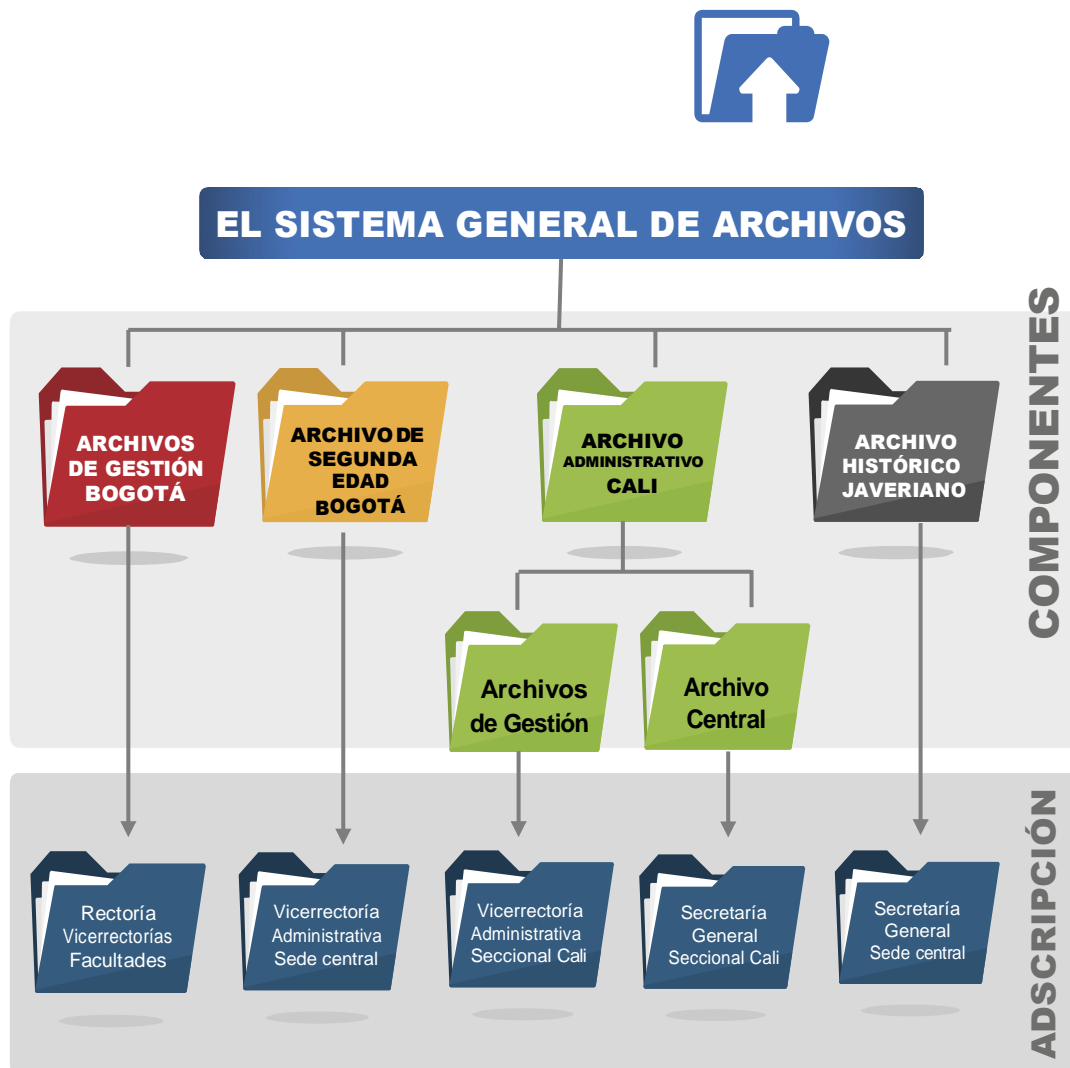 EL SISTEMA GENERAL DE ARCHIVOS
COMPONENTES
ARCHIVOS
DE GESTIÓN
BOGOTÁ
ARCHIVO DE
SEGUNDA
EDAD
BOGOTÁ
ARCHIVO
ADMINISTRATIVO
CALI
ARCHIVO
HISTÓRICO
JAVERIANO
Archivos
de Gestión
Archivo
Central
ADSCRIPCIÓN
Rectoría
Vicerrectorías
Facultades
Vicerrectoría
Administrativa
Sede central
Vicerrectoría
Administrativa
Seccional Cali
Secretaría
General
Seccional Cali
Secretaría
General
Sede central